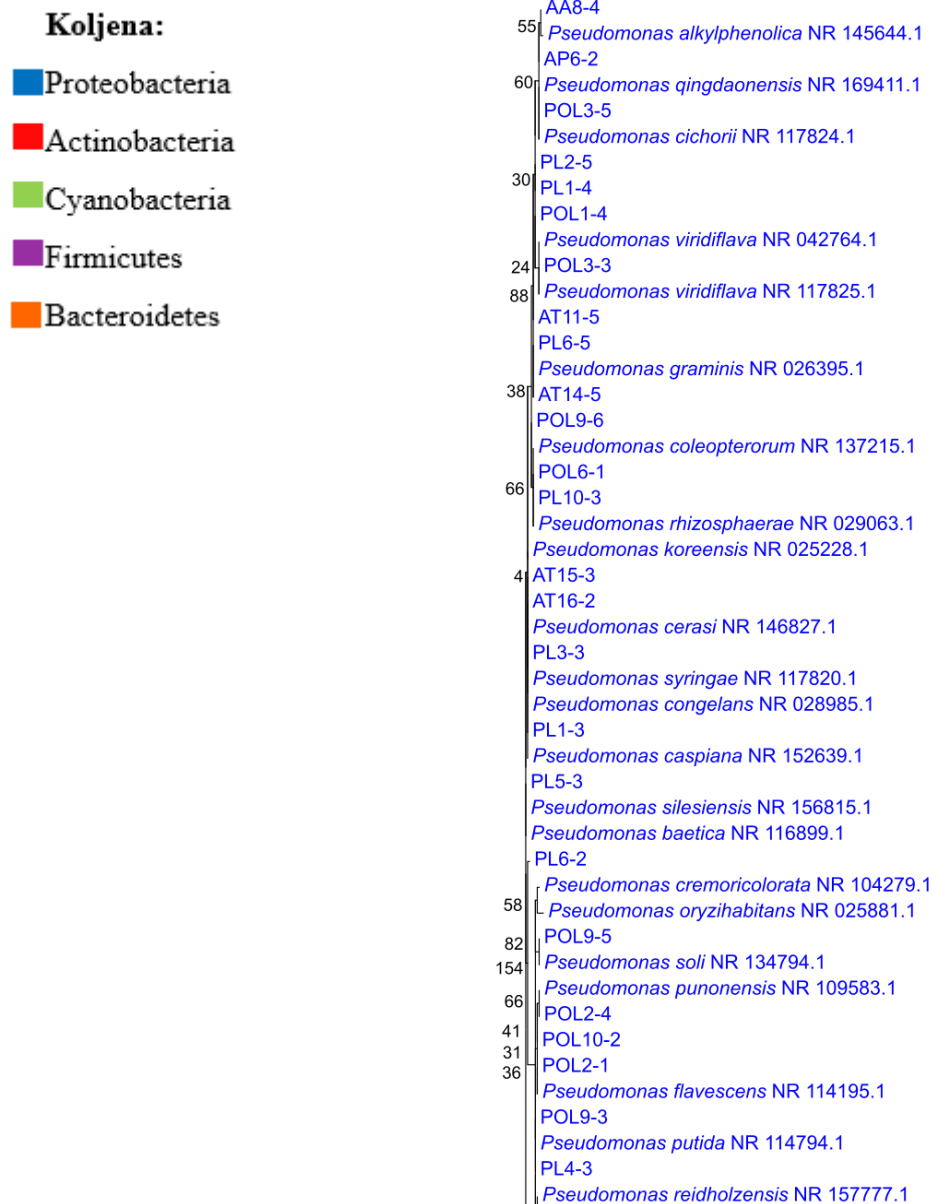 Koljena:
Proteobacteria
Actinobacteria
Cyanobacteria
Firmicutes
Bacteroidetes
AA8-4
55
Pseudomonas alkylphenolica NR 145644.1
AP6-2
60
Pseudomonas qingdaonensis NR 169411.1
POL3-5
Pseudomonas cichorii NR 117824.1
PL2-5
30
PL1-4
POL1-4
Pseudomonas viridiflava NR 042764.1
24
POL3-3
88
Pseudomonas viridiflava NR 117825.1
AT11-5
PL6-5
Pseudomonas graminis NR 026395.1
38
AT14-5
POL9-6
Pseudomonas coleopterorum NR 137215.1
POL6-1
66
PL10-3
Pseudomonas rhizosphaerae NR 029063.1
Pseudomonas koreensis NR 025228.1
4
AT15-3
AT16-2
Pseudomonas cerasi NR 146827.1
PL3-3
Pseudomonas syringae NR 117820.1
Pseudomonas congelans NR 028985.1
PL1-3
Pseudomonas caspiana NR 152639.1
PL5-3
Pseudomonas silesiensis NR 156815.1
Pseudomonas baetica NR 116899.1
PL6-2
Pseudomonas cremoricolorata NR 104279.1
58
Pseudomonas oryzihabitans NR 025881.1
POL9-5
82
Pseudomonas soli NR 134794.1
154
Pseudomonas punonensis NR 109583.1
66
POL2-4
41
POL10-2
31
POL2-1
36
Pseudomonas flavescens NR 114195.1
POL9-3
Pseudomonas putida NR 114794.1
PL4-3
Pseudomonas reidholzensis NR 157777.1